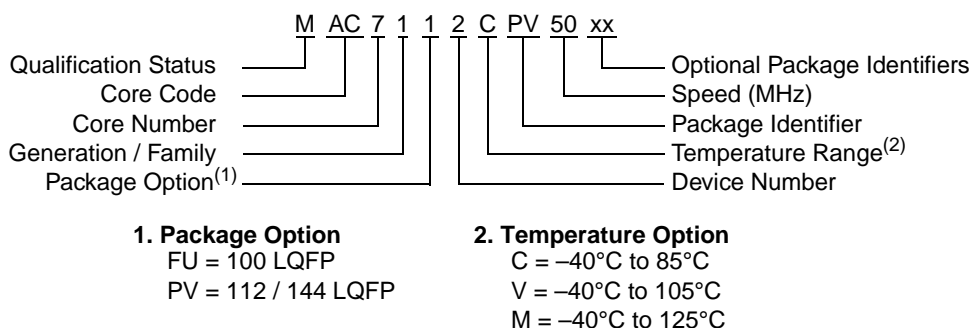 M AC 7 1 1 2 C PV 50 xx
Qualification Status
Core Code
Core Number
Generation / Family
Package Option(1)
Optional Package Identifiers
Speed (MHz)
Package Identifier
Temperature Range(2)
Device Number
1. Package Option
FU = 100 LQFP
PV = 112 / 144 LQFP
2. Temperature Option
C = –40°C to 85°C
V = –40°C to 105°C
M = –40°C to 125°C